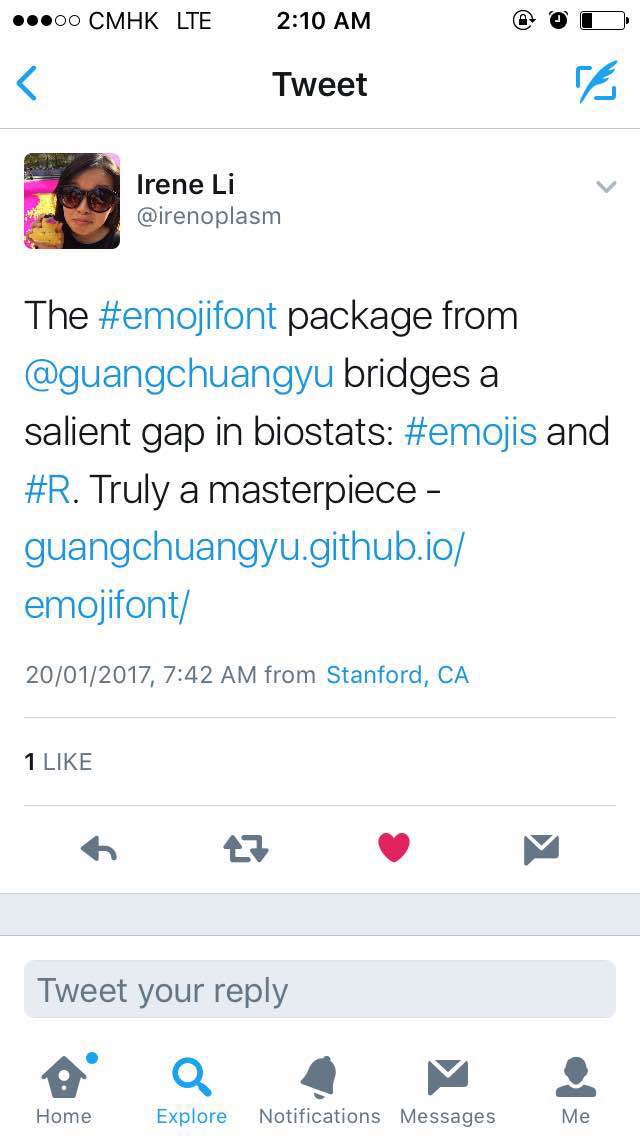 CMHK LTE 2:10 AM
Tweet
Irene Li
@irenoplasm
The #emojifont package from
@guangchuangyu bridges a
salient gap in biostats: #emojis and
#R. Truly a masterpiece -
guangchuangyu.github.io/
emojifont/
20/01/2017, 7:42 AM from Stanford, CA
1 LIKE
Tweet your reply
Home Explore Notifications Messages Me